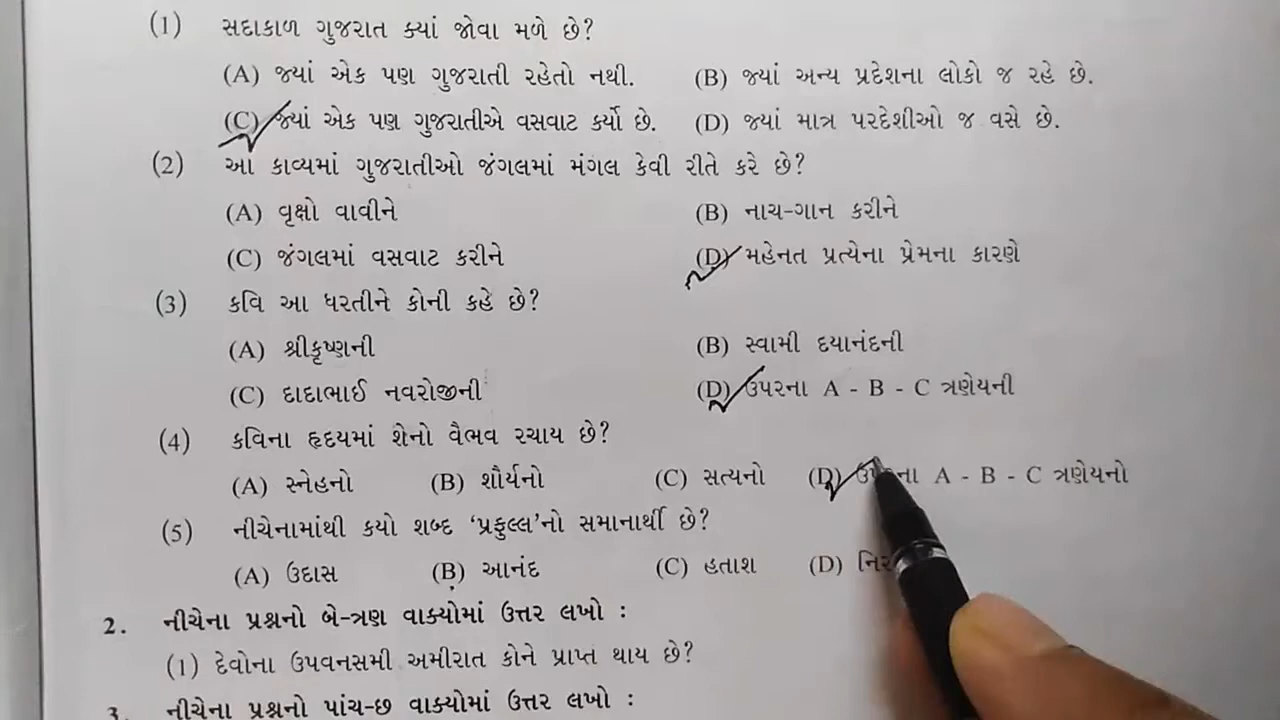 (1) સદાકાળ ગુજરાત ક્યાં જોવા મળે છે?
(A) જ્યાં એક પણ ગુજરાતી રહેતો નથી. (B) જ્યાં અન્ય પ્રદેશના લોકો જ રહે છે.
(C) જ્યાં એક પણ ગુજરાતીએ વસવાટ કર્યો છે. (D) જ્યાં માત્ર પરદેશીઓ જ વસે છે.
(2) આ કાવ્યમાં ગુજરાતીઓ જંગલમાં મંગલ કેવી રીતે કરે છે?
(A) વૃક્ષો વાવીને (B) નાચ-ગાન કરીને
(C) જંગલમાં વસવાટ કરીને (D) મહેનત પ્રત્યેના પ્રેમના કારણે
(3) કવિ આ ધરતીને કોની કહે છે?
(A) શ્રીકૃષ્ણની (B) સ્વામી દયાનંદની
(C) દાદાભાઈ નવરોજીની (D) ઉપરના A - B - C ત્રણેયની
(4) કવિના હૃદયમાં શેનો વૈભવ રચાય છે?
(A) સ્નેહનો (B) શૌર્યનો (C) સત્યનો (D) A - B - C ત્રણેયનો
(5) નીચેનામાંથી કયો શબ્દ ‘પ્રફુલ્લ’નો સમાનાર્થી છે?
(A) ઉદાસ (B) આનંદ (C) હતાશ (D)
2. નીચેના પ્રશ્નનો બે-ત્રણ વાક્યોમાં ઉત્તર લખો :
(1) દેવોના ઉપવનસમી અમીરાત કોને પ્રાપ્ત થાય છે?
3. નીચેના પ્રશ્નનો પાંચ-છ વાક્યોમાં ઉત્તર લખો :